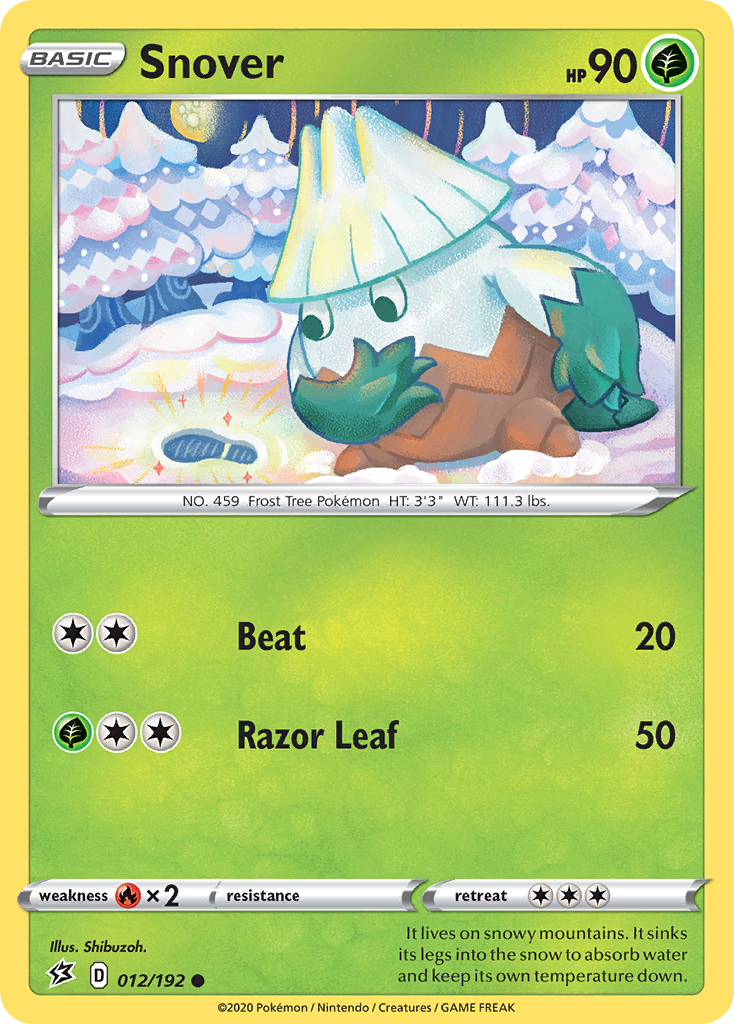 BASIC Snover HP 90
NO. 459 Frost Tree Pokémon HT: 3'3" WT: 111.3 lbs.
Beat 20
Razor Leaf 50
weakness ×2 resistance retreat
Illus. Shibuzoh.
It lives on snowy mountains. It sinks
its legs into the snow to absorb water
and keep its own temperature down.
D 012/192
©2020 Pokémon / Nintendo / Creatures / GAME FREAK